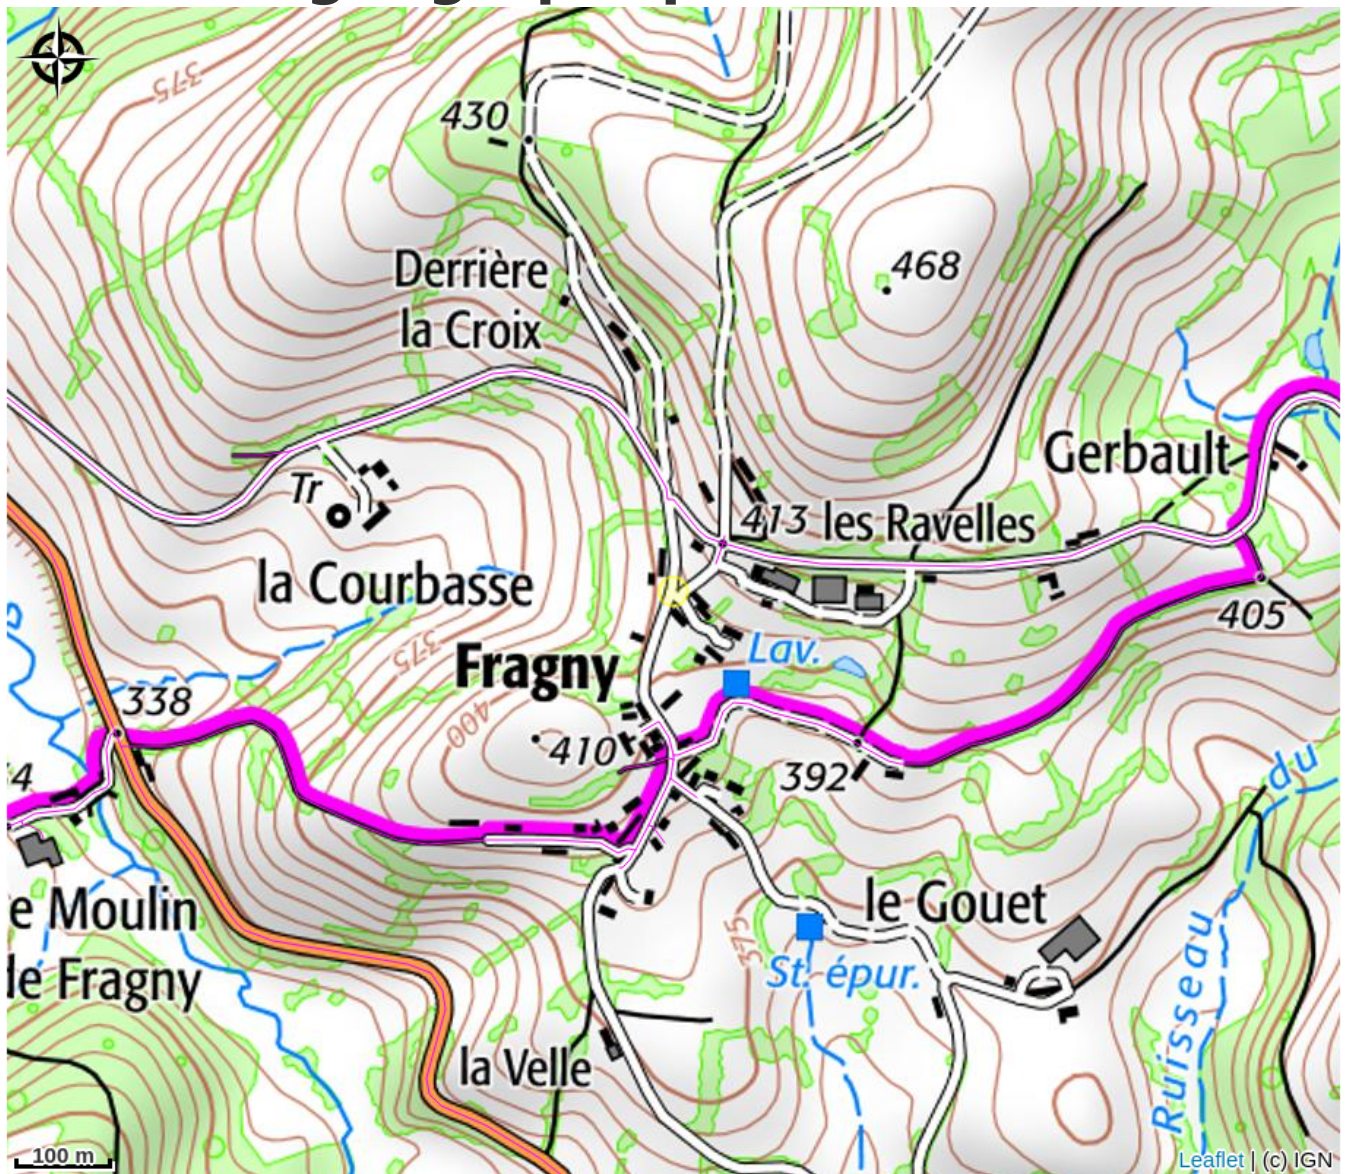 375
430
468
Derrière
la Croix
Gerbault
Tr
413 les Ravelles
la Courbasse
405
375
Fragny
Lav.
338
400
410
392
4
du
e Moulin
de Fragny
le Gouet
375
St. épur.
Ruisseau
la Velle
100 m
Leaflet | (c) IGN